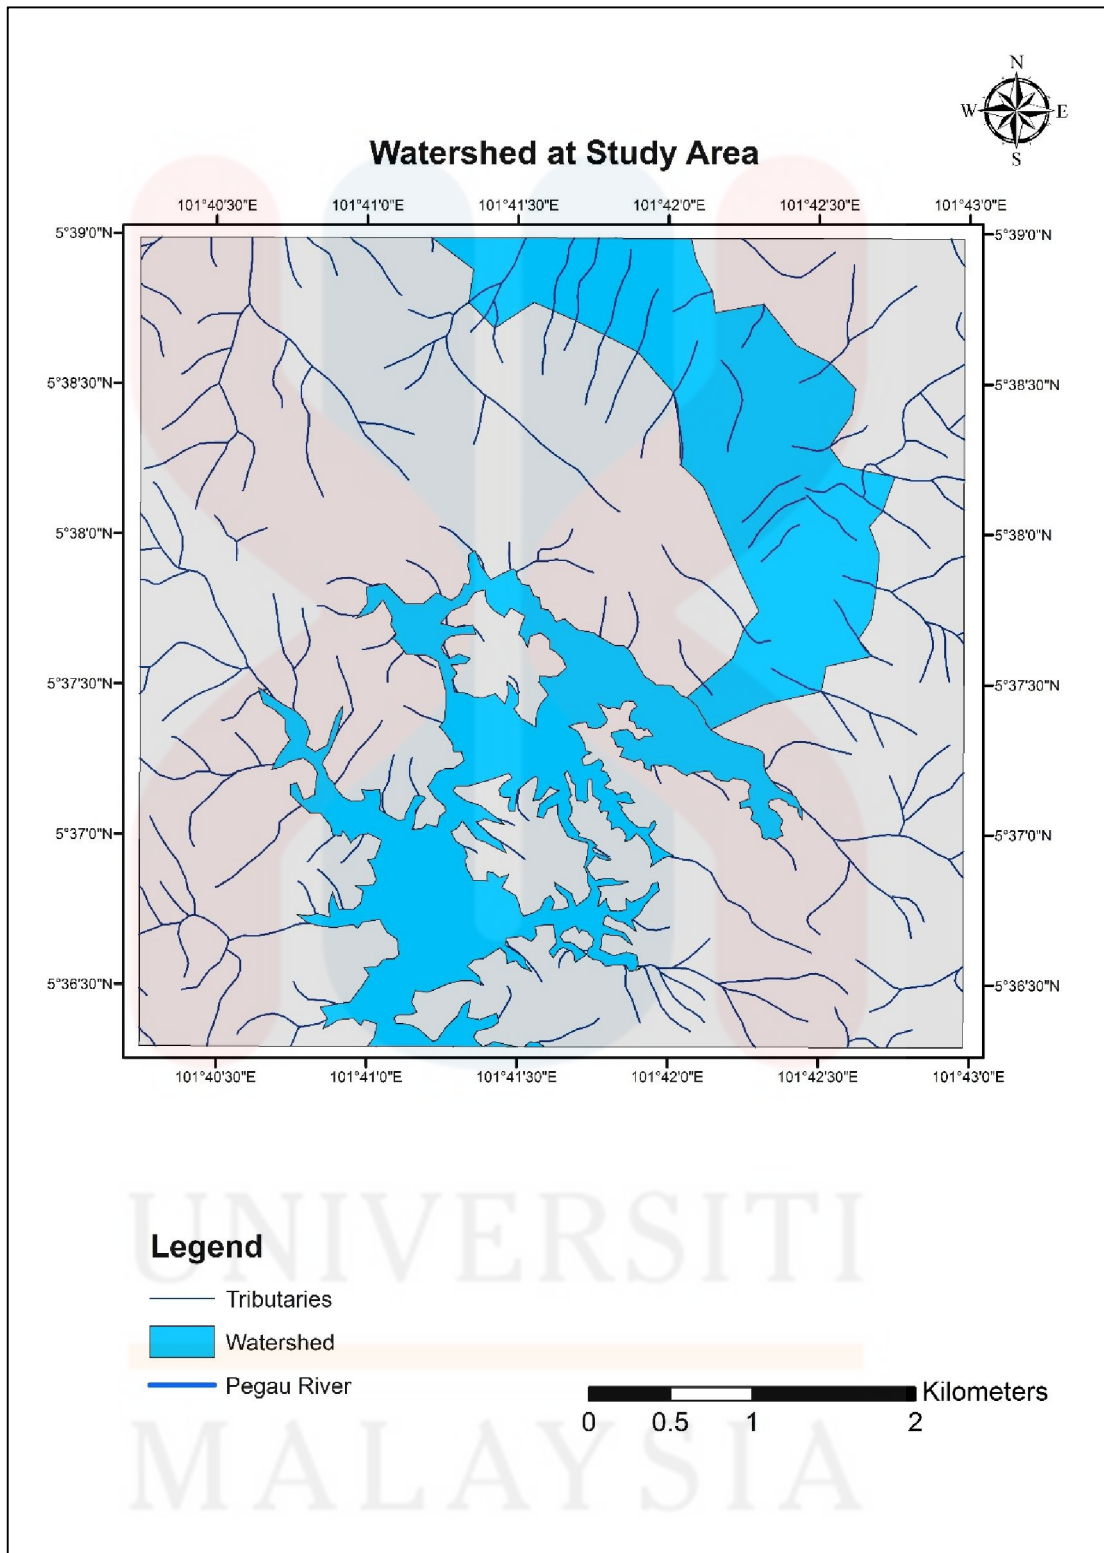 N
W E
S
Watershed at Study Area
101°40'30"E 101°41'0"E 101°41'30"E 101°42'0"E 101°42'30"E 101°43'0"E
5°39'0"N 5°39'0"N
5°38'30"N 5°38'30"N
5°38'0"N 5°38'0"N
5°37'30"N 5°37'30"N
5°37'0"N 5°37'0"N
5°36'30"N 5°36'30"N
101°40'30"E 101°41'0"E 101°41'30"E 101°42'0"E 101°42'30"E 101°43'0"E
UNIVERSITI
Legend
Tributaries
Watershed
Pegau River
Kilometers
0 0.5 1 2
MALAYSIA